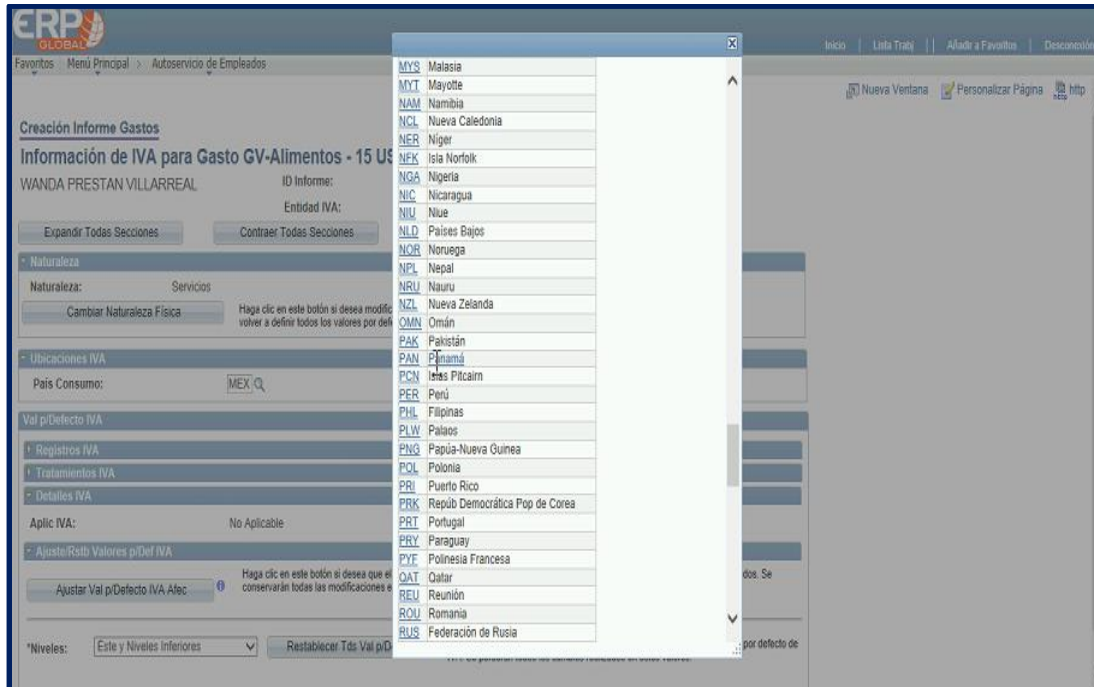 ERP
GLOBAL
Inicio | Lista Trabj | | Añadir a Favoritos | Desconexión
Favoritos Menú Principal > Autoservicio de Empleados
Nueva Ventana Personalizar Página http
Creación Informe Gastos
Información de IVA para Gasto GV-Alimentos - 15 US
WANDA PRESTAN VILLARREAL ID Informe:
Entidad IVA:
Expandir Todas Secciones Contraer Todas Secciones
Naturaleza
Naturaleza: Servicios
Cambiar Naturaleza Física Haga clic en este botón si desea modific
volver a definir todos los valores por defe
Ubicaciones IVA
País Consumo: MEX
Val p/Defecto IVA
Registros IVA
Tratamientos IVA
Detalles IVA
Aplic IVA: No Aplicable
Ajuste/Rstb Valores p/Def IVA
Haga clic en este botón si desea que el
Ajustar Val p/Defecto IVA Afec conservarán todas las modificaciones e
dos. Se
*Niveles: Este y Niveles Inferiores Restablecer Tds Val p/D
por defecto de
MYS Malasia
MYT Mayotte
NAM Namibia
NCL Nueva Caledonia
NER Níger
NFK Isla Norfolk
NGA Nigeria
NIC Nicaragua
NIU Niue
NLD Países Bajos
NOR Noruega
NPL Nepal
NRU Nauru
NZL Nueva Zelanda
OMN Omán
PAK Pakistán
PAN Panamá
PCN Islas Pitcairn
PER Perú
PHL Filipinas
PLW Palaos
PNG Papúa-Nueva Guinea
POL Polonia
PRI Puerto Rico
PRK Repúb Democrática Pop de Corea
PRT Portugal
PRY Paraguay
PYF Polinesia Francesa
QAT Qatar
REU Reunión
ROU Romania
RUS Federación de Rusia